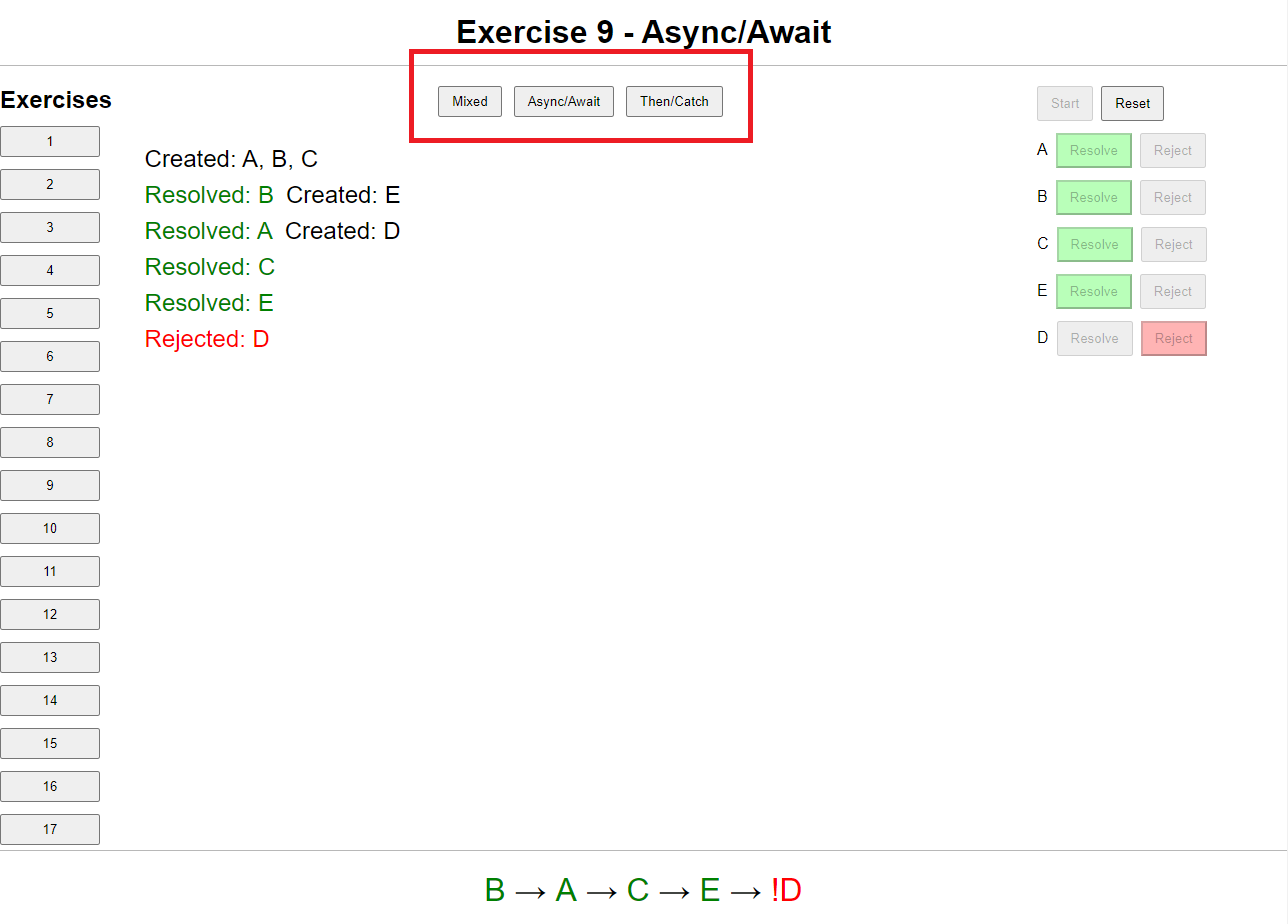 Exercise 9 - Async/Await
Exercises
Mixed Async/Await Then/Catch
Start Reset
1
2
3
4
5
6
7
8
9
10
11
12
13
14
15
16
17
Created: A, B, C
Resolved: B Created: E
Resolved: A Created: D
Resolved: C
Resolved: E
Rejected: D
A Resolve Reject
B Resolve Reject
C Resolve Reject
E Resolve Reject
D Resolve Reject
B → A → C → E → !D